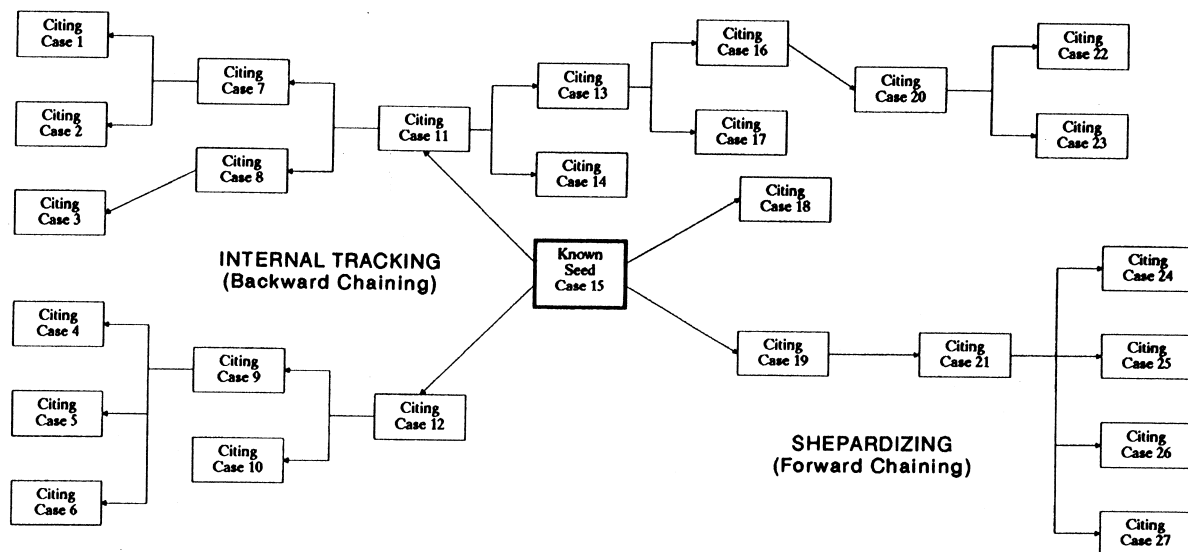 Citing
Case 1
Citing
Case 2
Citing
Case 3
Citing
Case 7
Citing
Case 8
Citing
Case 11
Citing
Case 13
Citing
Case 14
Citing
Case 16
Citing
Case 17
Citing
Case 20
Citing
Case 22
Citing
Case 23
Citing
Case 18
INTERNAL TRACKING
(Backward Chaining)
Known
Seed
Case 15
Citing
Case 4
Citing
Case 5
Citing
Case 6
Citing
Case 9
Citing
Case 10
Citing
Case 12
Citing
Case 19
Citing
Case 21
Citing
Case 24
Citing
Case 25
Citing
Case 26
Citing
Case 27
SHEPARDIZING
(Forward Chaining)